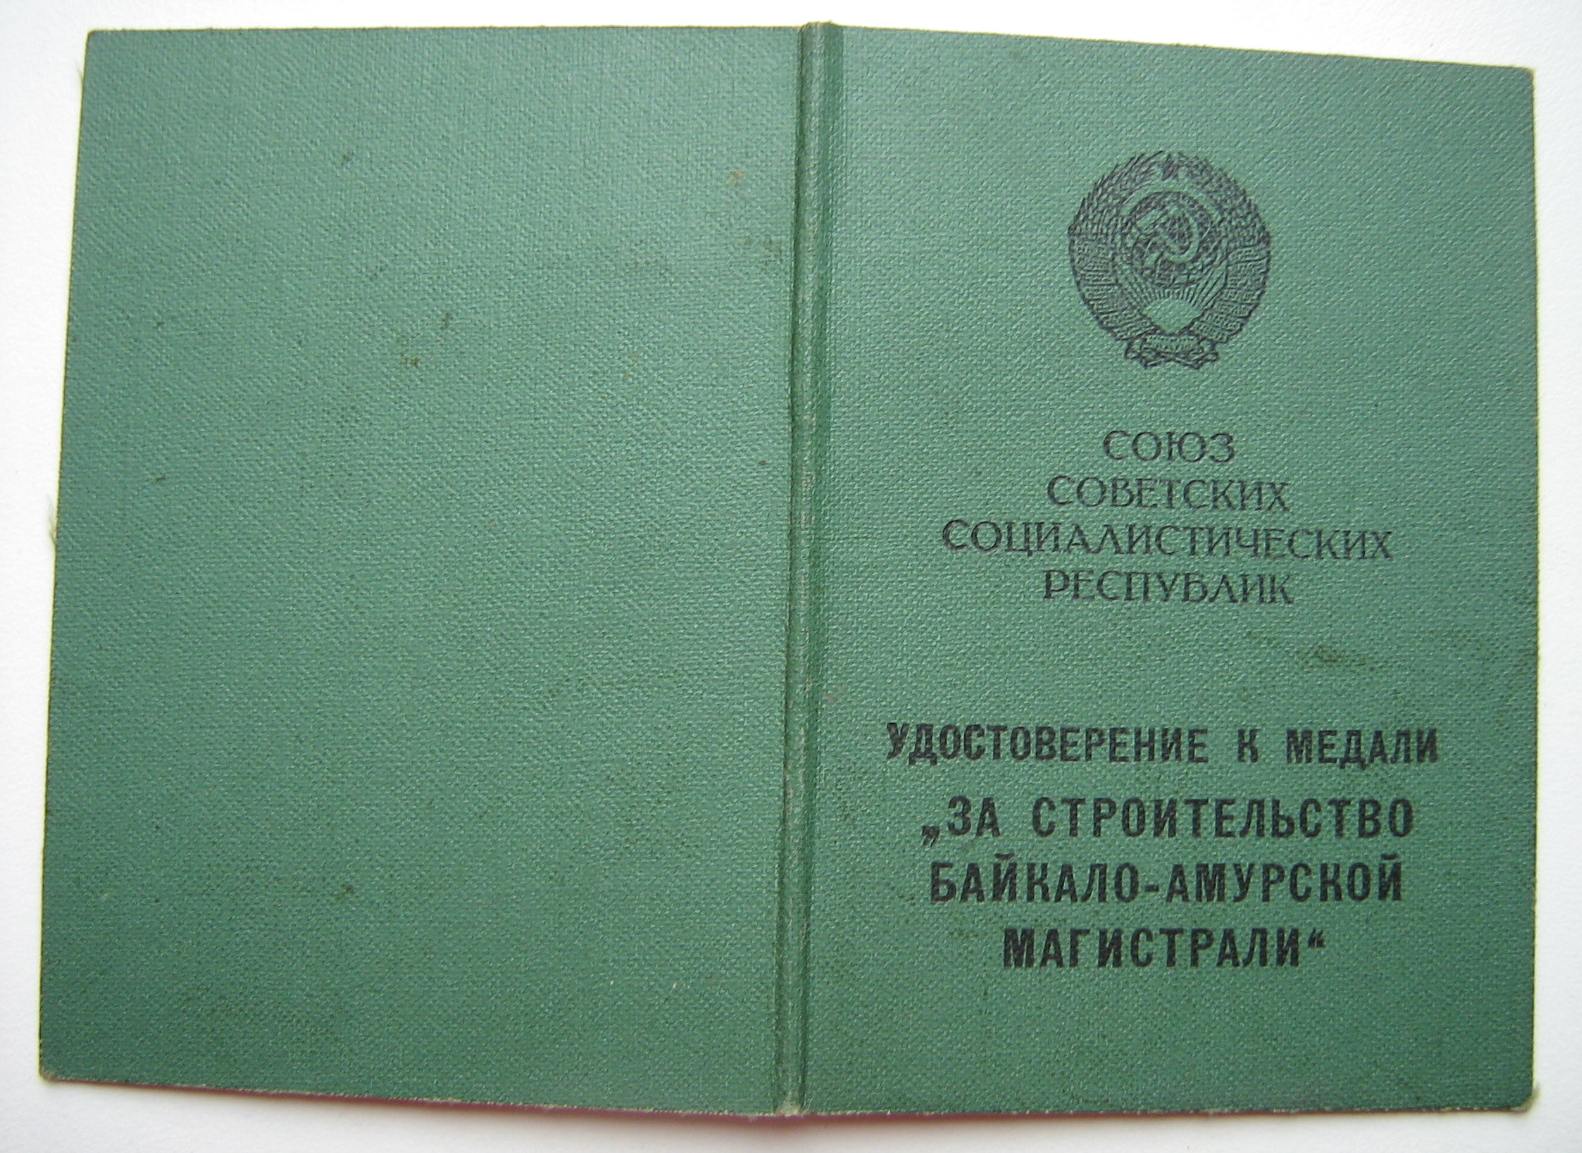 СОЮЗ
СОВЕТСКИХ
СОЦИАЛИСТИЧЕСКИХ
РЕСПУБЛИК
УДОСТОВЕРЕНИЕ К МЕДАЛИ
„ЗА СТРОИТЕЛЬСТВО
БАЙКАЛО-АМУРСКОЙ
МАГИСТРАЛИ“